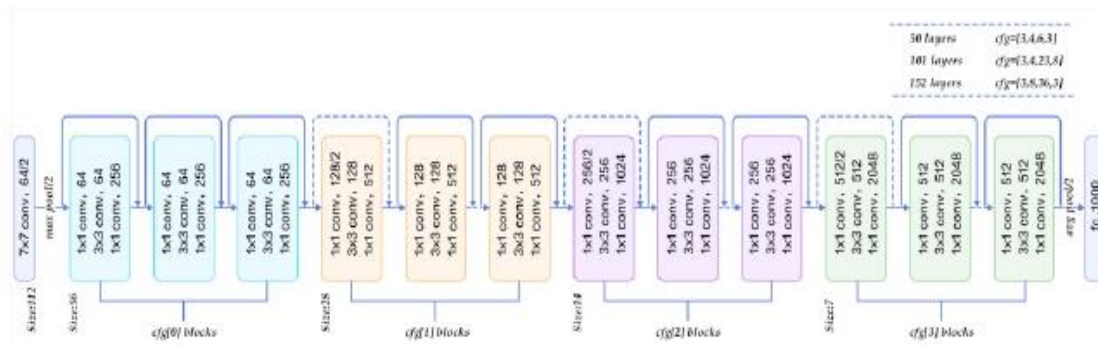 50 layers cfg=[3,4,6,3]
101 layers cfg=[3,4,23,8]
152 layers cfg=[3,8,36,3]
7×7 conv, 64/2
max pool/2
1x1 conv, 64
3x3 conv, 64
1x1 conv, 256
1x1 conv, 64
3x3 conv, 64
1x1 conv, 256
1x1 conv, 64
3x3 conv, 64
1x1 conv, 256
1x1 conv, 128/2
3x3 conv, 128
1x1 conv, 512
1x1 conv, 128
3x3 conv, 128
1x1 conv, 512
1x1 conv, 128
3x3 conv, 128
1x1 conv, 512
1x1 conv, 256/2
3x3 conv, 256
1x1 conv, 1024
1x1 conv, 256
3x3 conv, 256
1x1 conv, 1024
1x1 conv, 256
3x3 conv, 256
1x1 conv, 1024
1x1 conv, 512/2
3x3 conv, 512
1x1 conv, 2048
1x1 conv, 512
3x3 conv, 512
1x1 conv, 2048
1x1 conv, 512
3x3 conv, 512
1x1 conv, 2048
avg pool/2
fc, 1000
Size:112
Size:56
Size:28
Size:14
Size:7
cfg[0] blocks
cfg[1] blocks
cfg[2] blocks
cfg[3] blocks